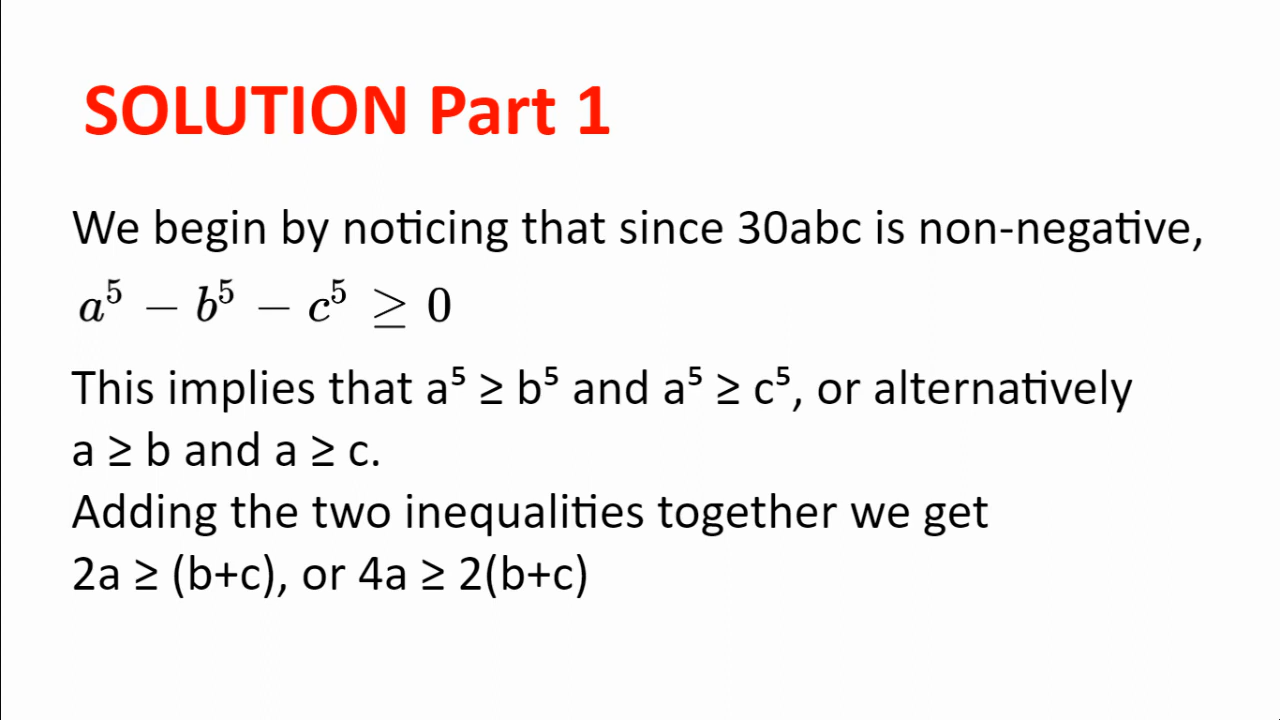 SOLUTION Part 1
We begin by noticing that since 30abc is non-negative,
a⁵ − b⁵ − c⁵ ≥ 0
This implies that a⁵ ≥ b⁵ and a⁵ ≥ c⁵, or alternatively
a ≥ b and a ≥ c.
Adding the two inequalities together we get
2a ≥ (b+c), or 4a ≥ 2(b+c)